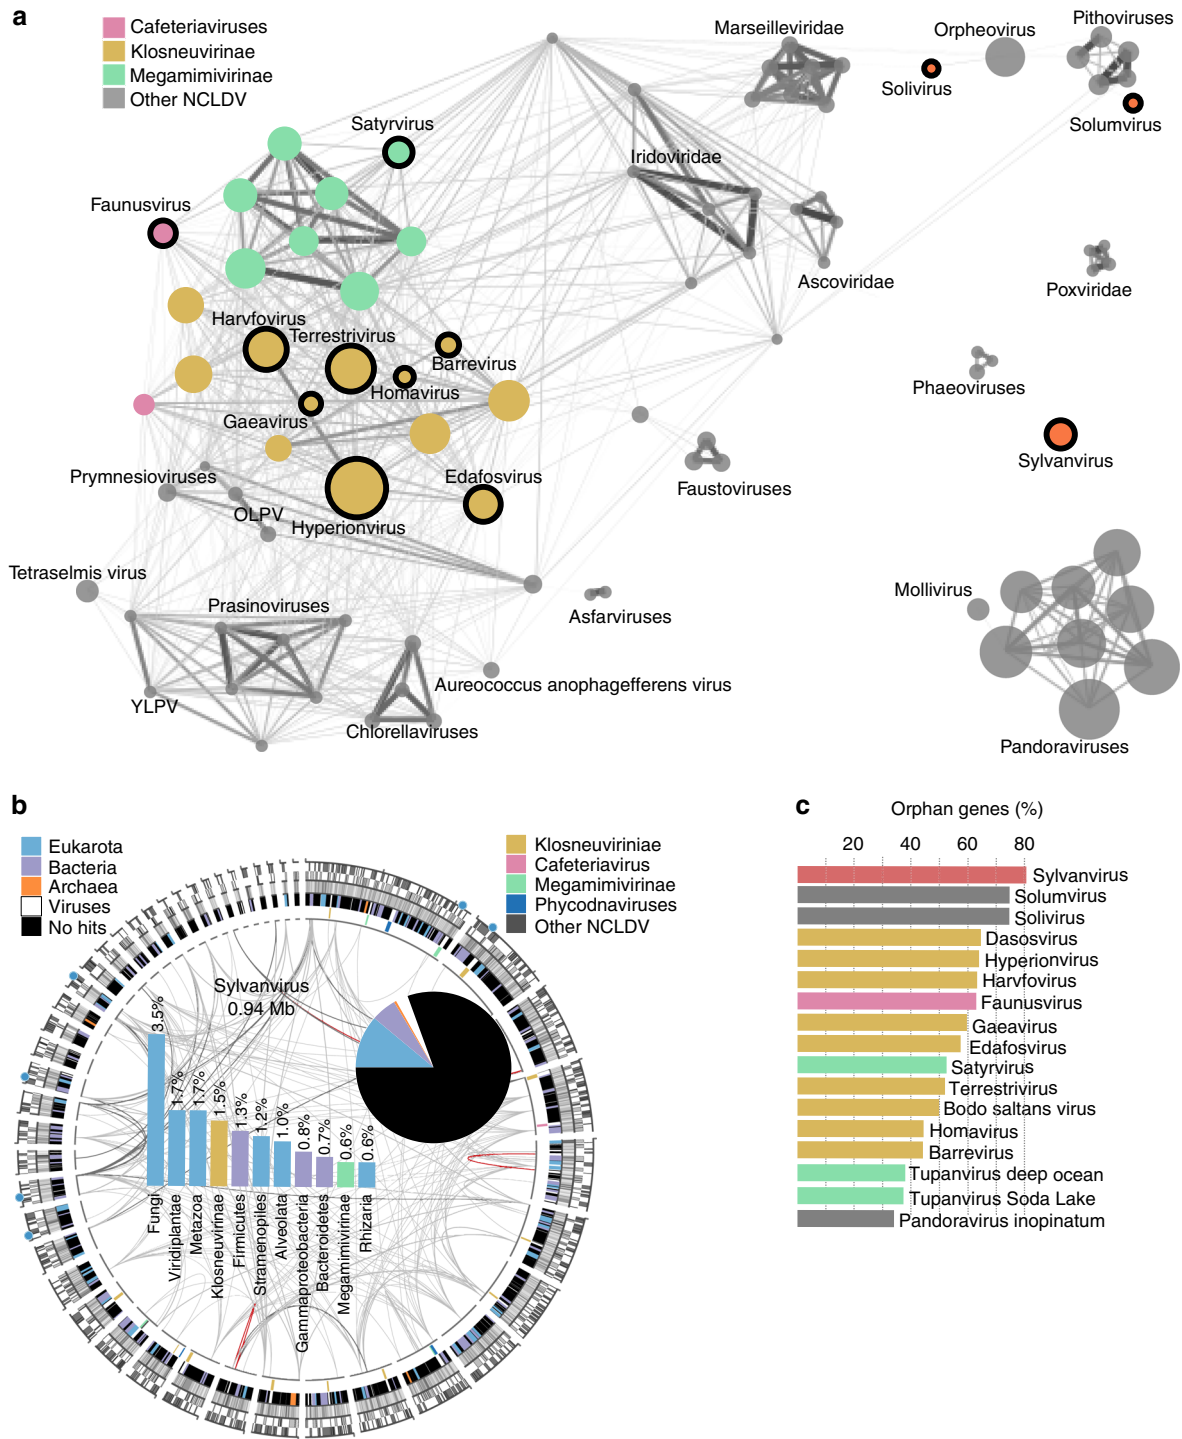 a
Cafeteriaviruses
Klosneuvirinae
Megamimivirinae
Other NCLDV
Marseilleviridae
Orpheovirus
Pithoviruses
Solivirus
Solumvirus
Satyrvirus
Iridoviridae
Faunusvirus
Ascoviridae
Poxviridae
Harvfovirus
Terrestrivirus
Barrevirus
Homavirus
Phaeoviruses
Gaeavirus
Sylvanvirus
Prymnesioviruses
Edafosvirus
Faustoviruses
OLPV
Hyperionvirus
Tetraselmis virus
Mollivirus
Prasinoviruses
Asfarviruses
Aureococcus anophagefferens virus
YLPV
Chlorellaviruses
Pandoraviruses
b
Eukarota
Bacteria
Archaea
Viruses
No hits
Klosneuviriniae
Cafeteriavirus
Megamimivirinae
Phycodnaviruses
Other NCLDV
Sylvanvirus
0.94 Mb
3.5%
1.7%
1.7%
1.5%
1.3%
1.2%
1.0%
0.8%
0.7%
0.6%
0.6%
Fungi
Viridiplantae
Metazoa
Klosneuvirinae
Firmicutes
Stramenopiles
Alveolata
Gammaproteobacteria
Bacteroidetes
Megamimivirinae
Rhizaria
c
Orphan genes (%)
20 40 60 80
Sylvanvirus
Solumvirus
Solivirus
Dasosvirus
Hyperionvirus
Harvfovirus
Faunusvirus
Gaeavirus
Edafosvirus
Satyrvirus
Terrestrivirus
Bodo saltans virus
Homavirus
Barrevirus
Tupanvirus deep ocean
Tupanvirus Soda Lake
Pandoravirus inopinatum